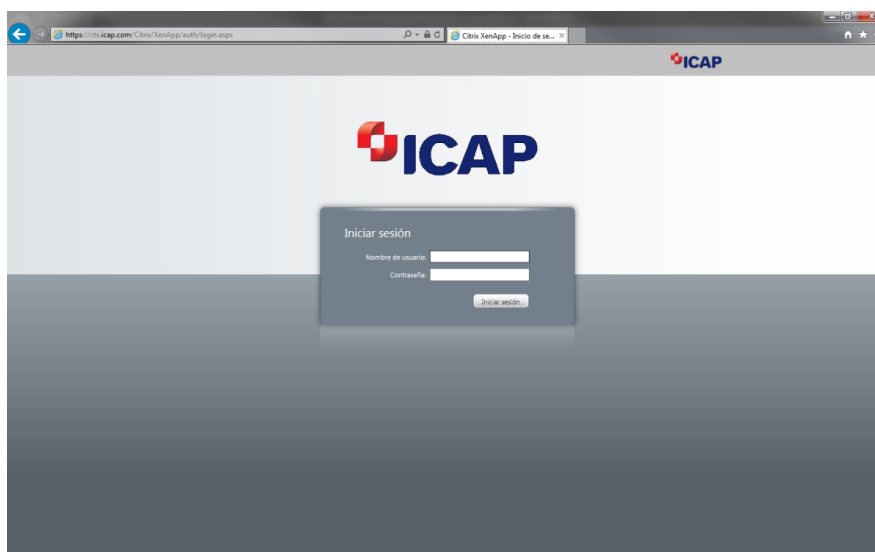 https://ctx.icap.com/Citrix/XenApp/auth/login.aspx
Citrix XenApp - Inicio de se...
ICAP
ICAP
Iniciar sesión
Nombre de usuario:
Contraseña:
Iniciar sesión